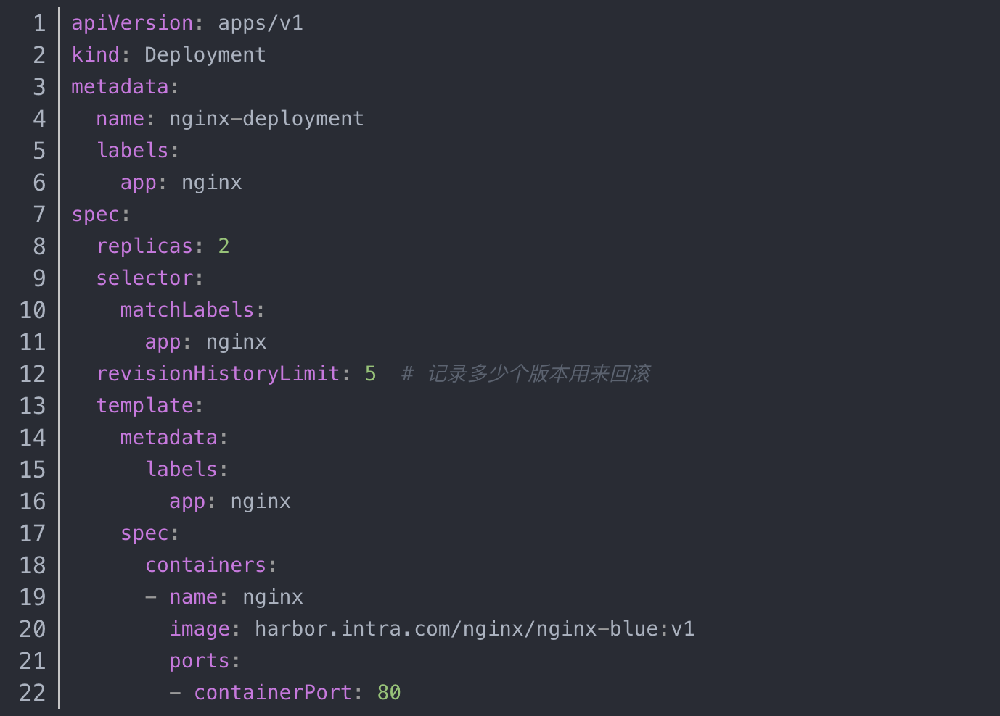 1 apiVersion: apps/v1
2 kind: Deployment
3 metadata:
4   name: nginx-deployment
5   labels:
6     app: nginx
7 spec:
8   replicas: 2
9   selector:
10     matchLabels:
11       app: nginx
12   revisionHistoryLimit: 5  # 记录多少个版本用来回滚
13   template:
14     metadata:
15       labels:
16         app: nginx
17     spec:
18       containers:
19       - name: nginx
20         image: harbor.intra.com/nginx/nginx-blue:v1
21         ports:
22         - containerPort: 80